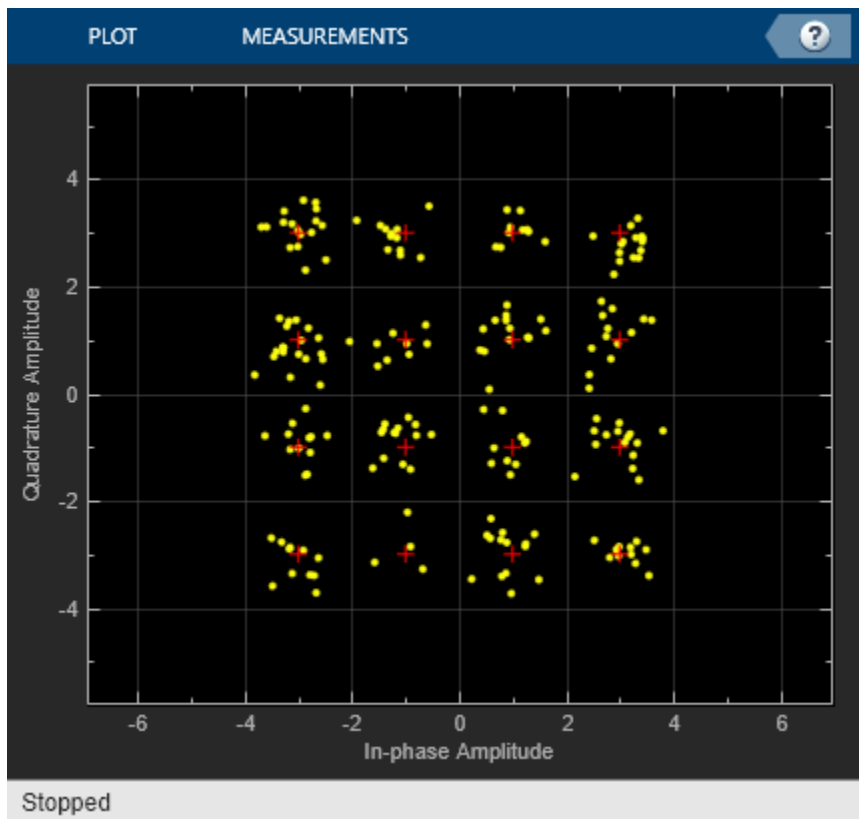 PLOT MEASUREMENTS ?
4
2
0
-2
-4
Quadrature Amplitude
-6 -4 -2 0 2 4 6
In-phase Amplitude
Stopped